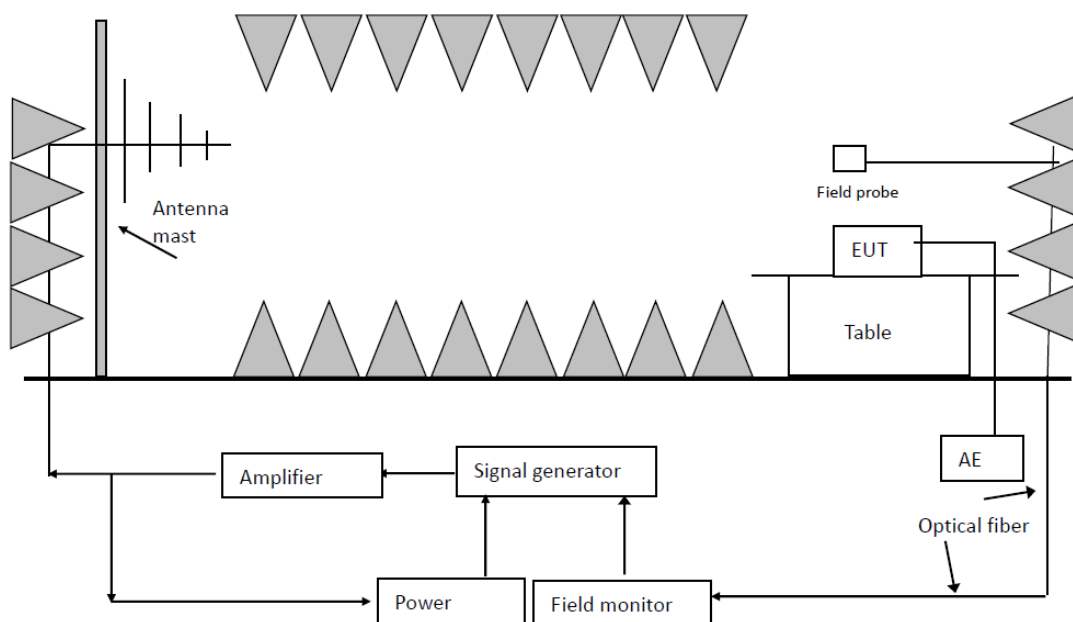 Antenna
mast
Field probe
EUT
Table
AE
Optical fiber
Amplifier
Signal generator
Power
Field monitor